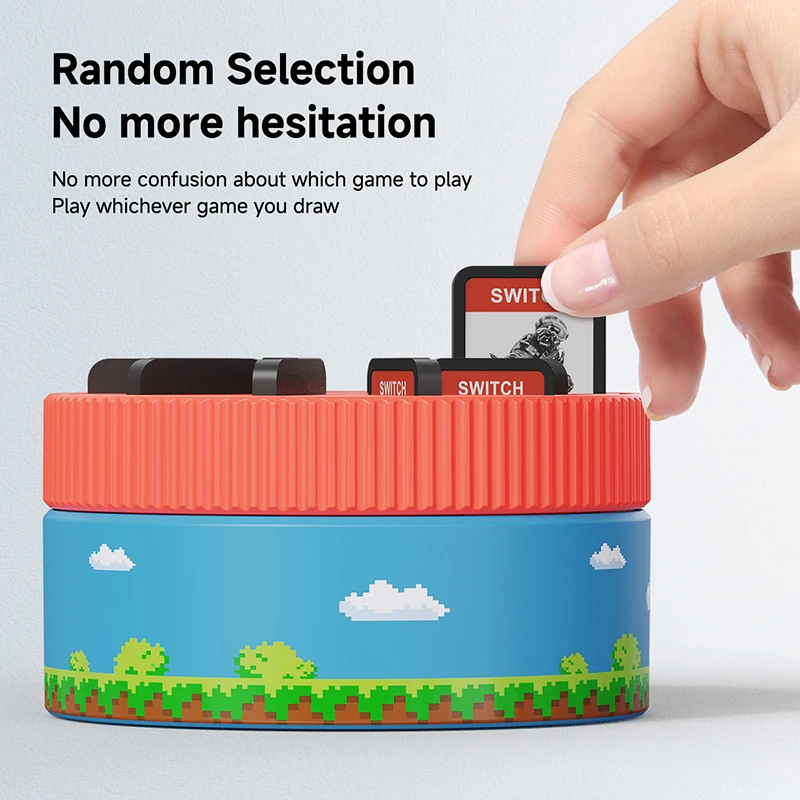 Random Selection
No more hesitation
No more confusion about which game to play
Play whichever game you draw
SWITCH
SWITCH